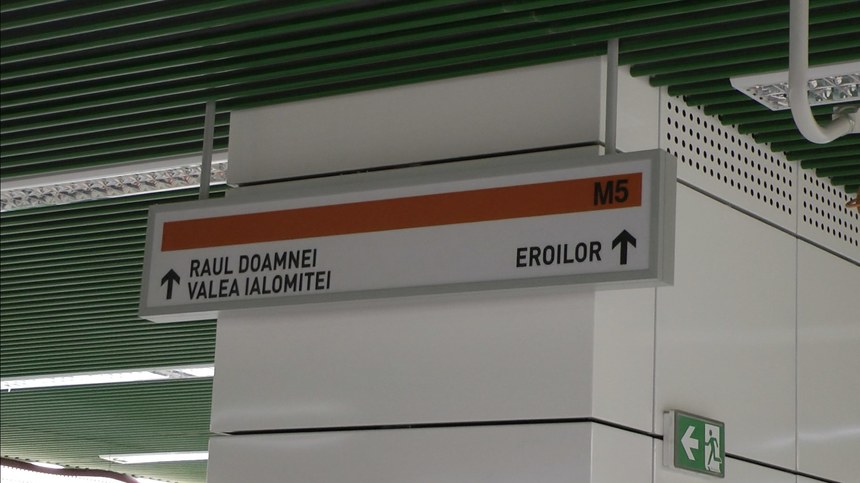 M5
RAUL DOAMNEI
VALEA IALOMITEI
EROILOR